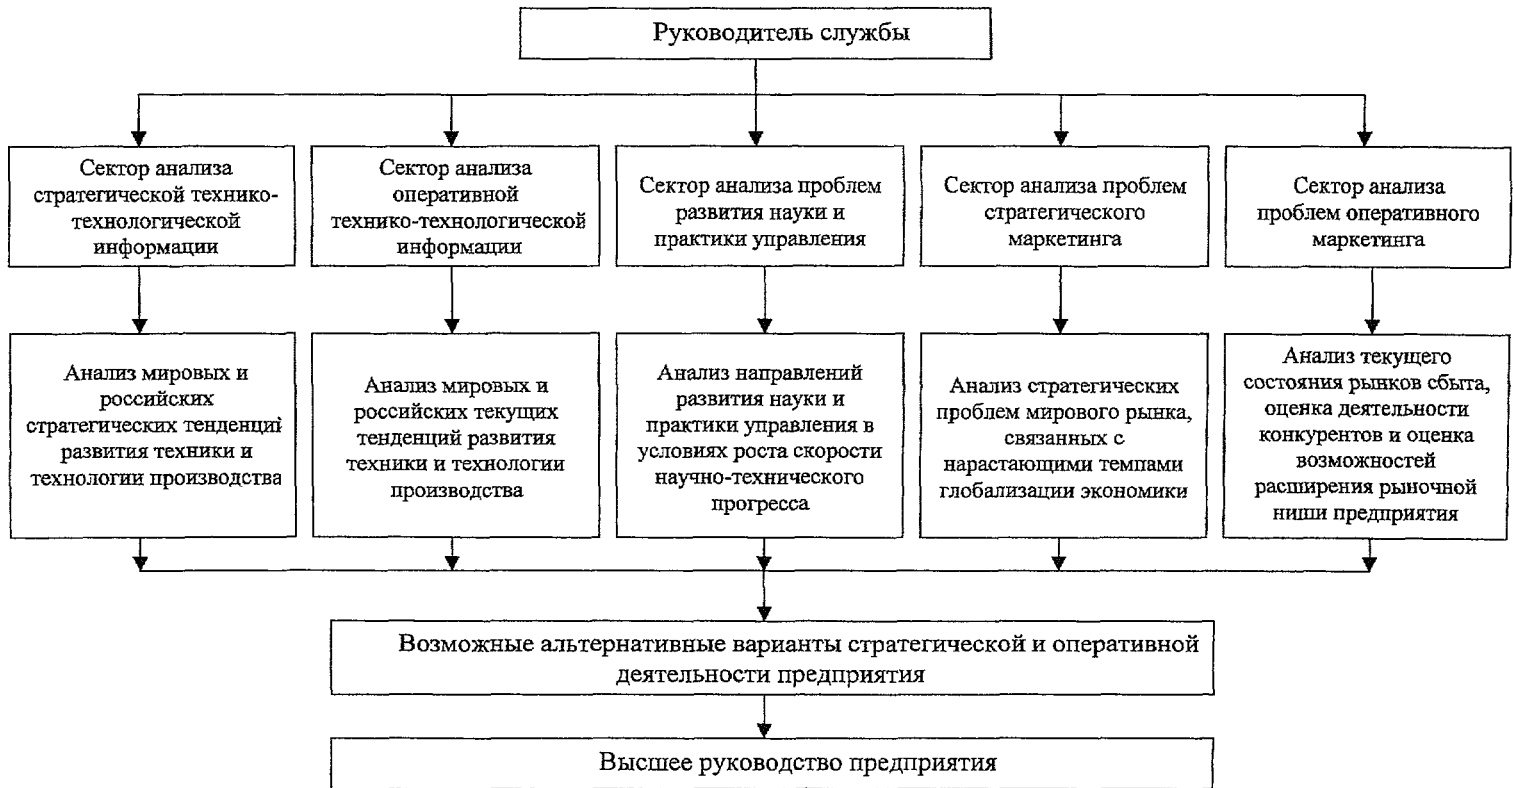 Руководитель службы
Сектор анализа
стратегической технико-
технологической
информации
Сектор анализа
оперативной
технико-технологической
информации
Сектор анализа проблем
развития науки и
практики управления
Сектор анализа проблем
стратегического
маркетинга
Сектор анализа
проблем оперативного
маркетинга
Анализ мировых и
российских
стратегических тенденций
развития техники и
технологии производства
Анализ мировых и
российских текущих
тенденций развития
техники и технологии
производства
Анализ направлений
развития науки и
практики управления в
условиях роста скорости
научно-технического
прогресса
Анализ стратегических
проблем мирового рынка,
связанных с
нарастающими темпами
глобализации экономики
Анализ текущего
состояния рынков сбыта,
оценка деятельности
конкурентов и оценка
возможностей
расширения рыночной
ниши предприятия
Возможные альтернативные варианты стратегической и оперативной
деятельности предприятия
Высшее руководство предприятия